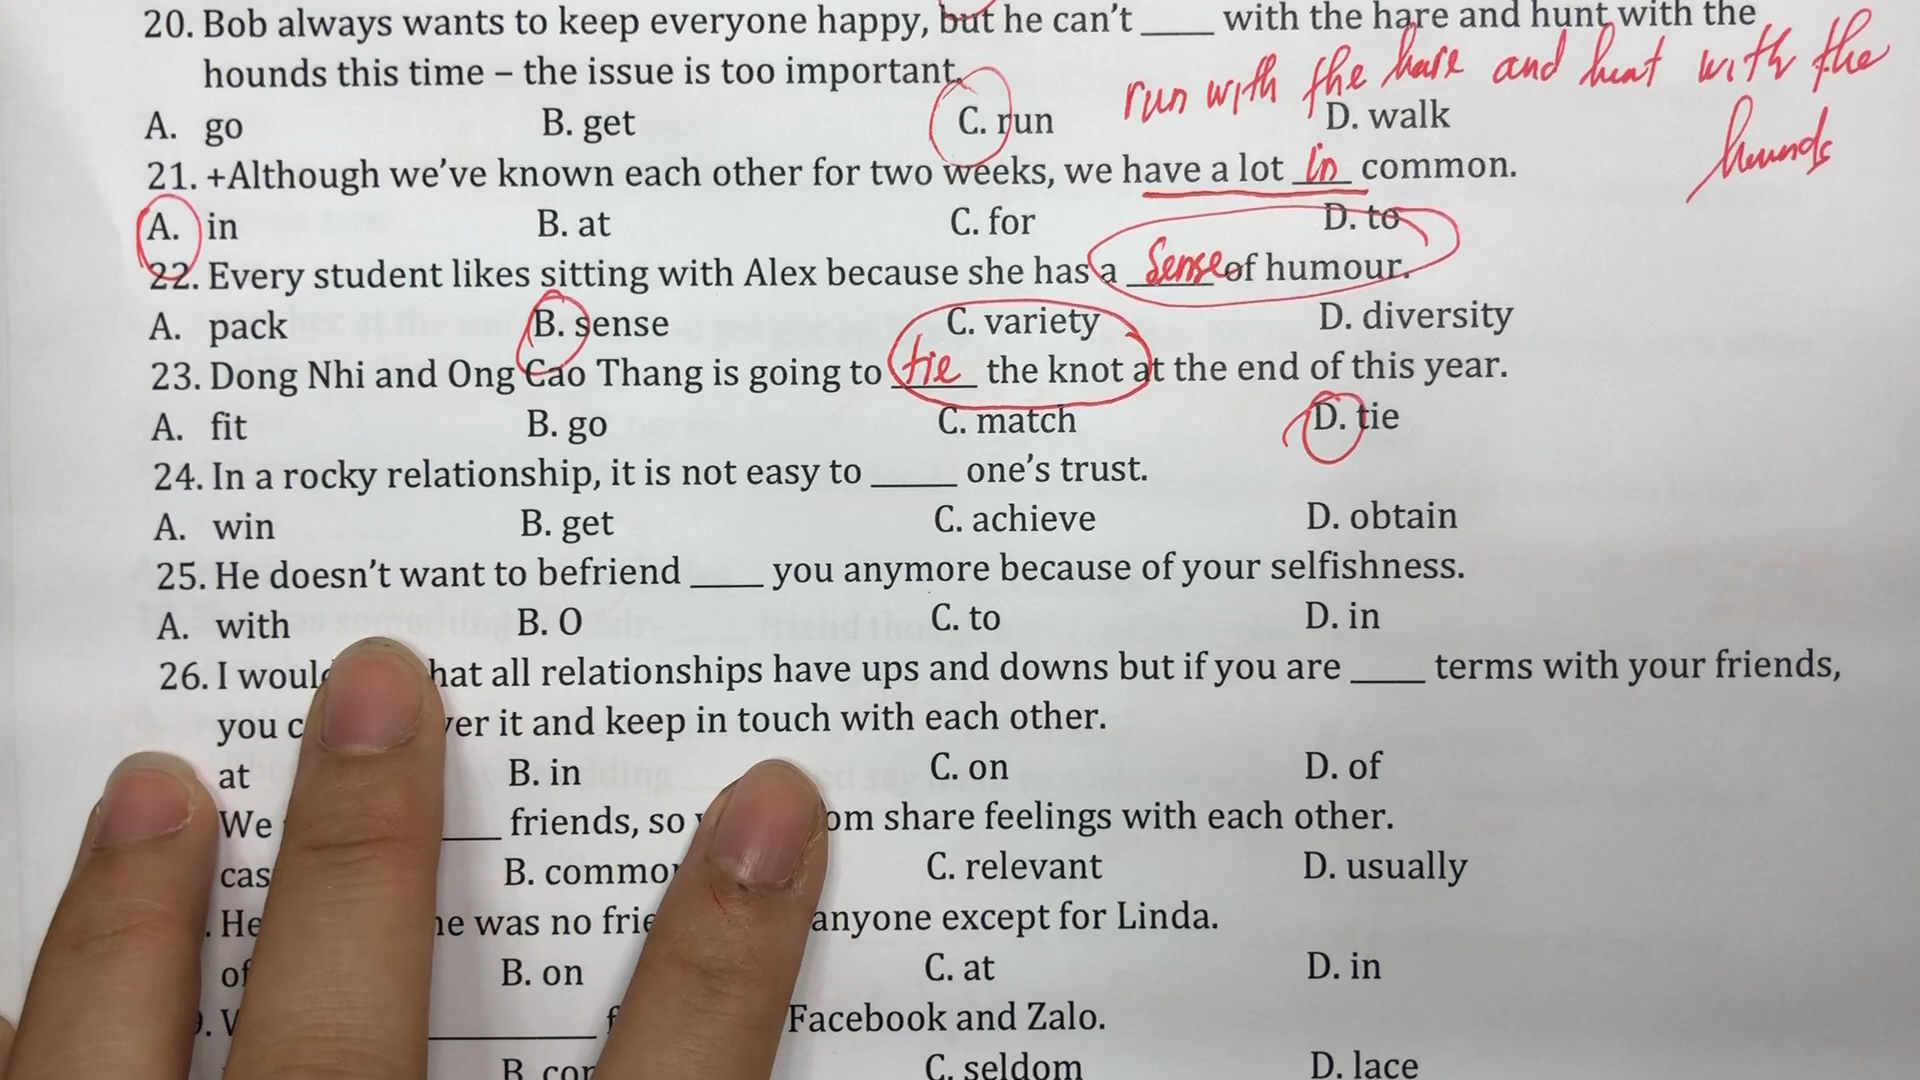 20. Bob always wants to keep everyone happy, but he can't ____ with the hare and hunt with the
hounds this time – the issue is too important.
run with the hare and hunt with the
hounds
A. go B. get C. run D. walk
21. +Although we've known each other for two weeks, we have a lot in common.
A. in B. at C. for D. to
22. Every student likes sitting with Alex because she has a Sense of humour.
A. pack B. sense C. variety D. diversity
23. Dong Nhi and Ong Cao Thang is going to tie the knot at the end of this year.
A. fit B. go C. match D. tie
24. In a rocky relationship, it is not easy to _____ one's trust.
A. win B. get C. achieve D. obtain
25. He doesn't want to befriend ____ you anymore because of your selfishness.
A. with B. O C. to D. in
26. I would all relationships have ups and downs but if you are ____ terms with your friends,
you it and keep in touch with each other.
at B. in C. on D. of
We ____ friends, so share feelings with each other.
B. C. relevant D. usually
He was no anyone except for Linda.
B. on C. at D. in
Facebook and Zalo.
B. C. seldom D. lace